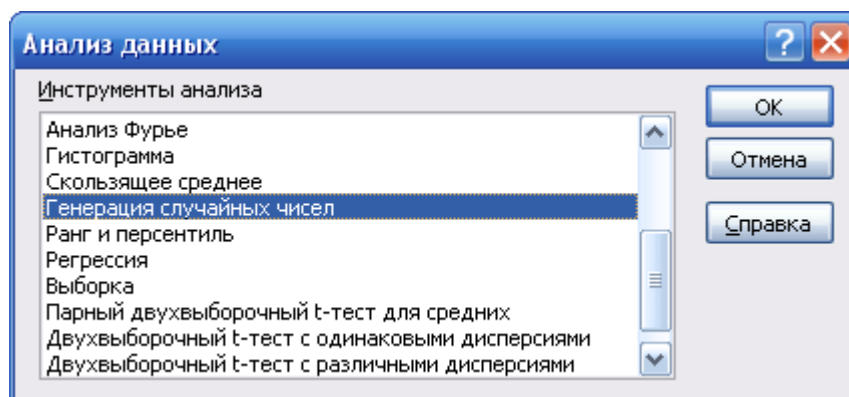 Анализ данных
Инструменты анализа
Анализ Фурье
Гистограмма
Скользящее среднее
Генерация случайных чисел
Ранг и персентиль
Регрессия
Выборка
Парный двухвыборочный t-тест для средних
Двухвыборочный t-тест с одинаковыми дисперсиями
Двухвыборочный t-тест с различными дисперсиями
ОК
Отмена
Справка